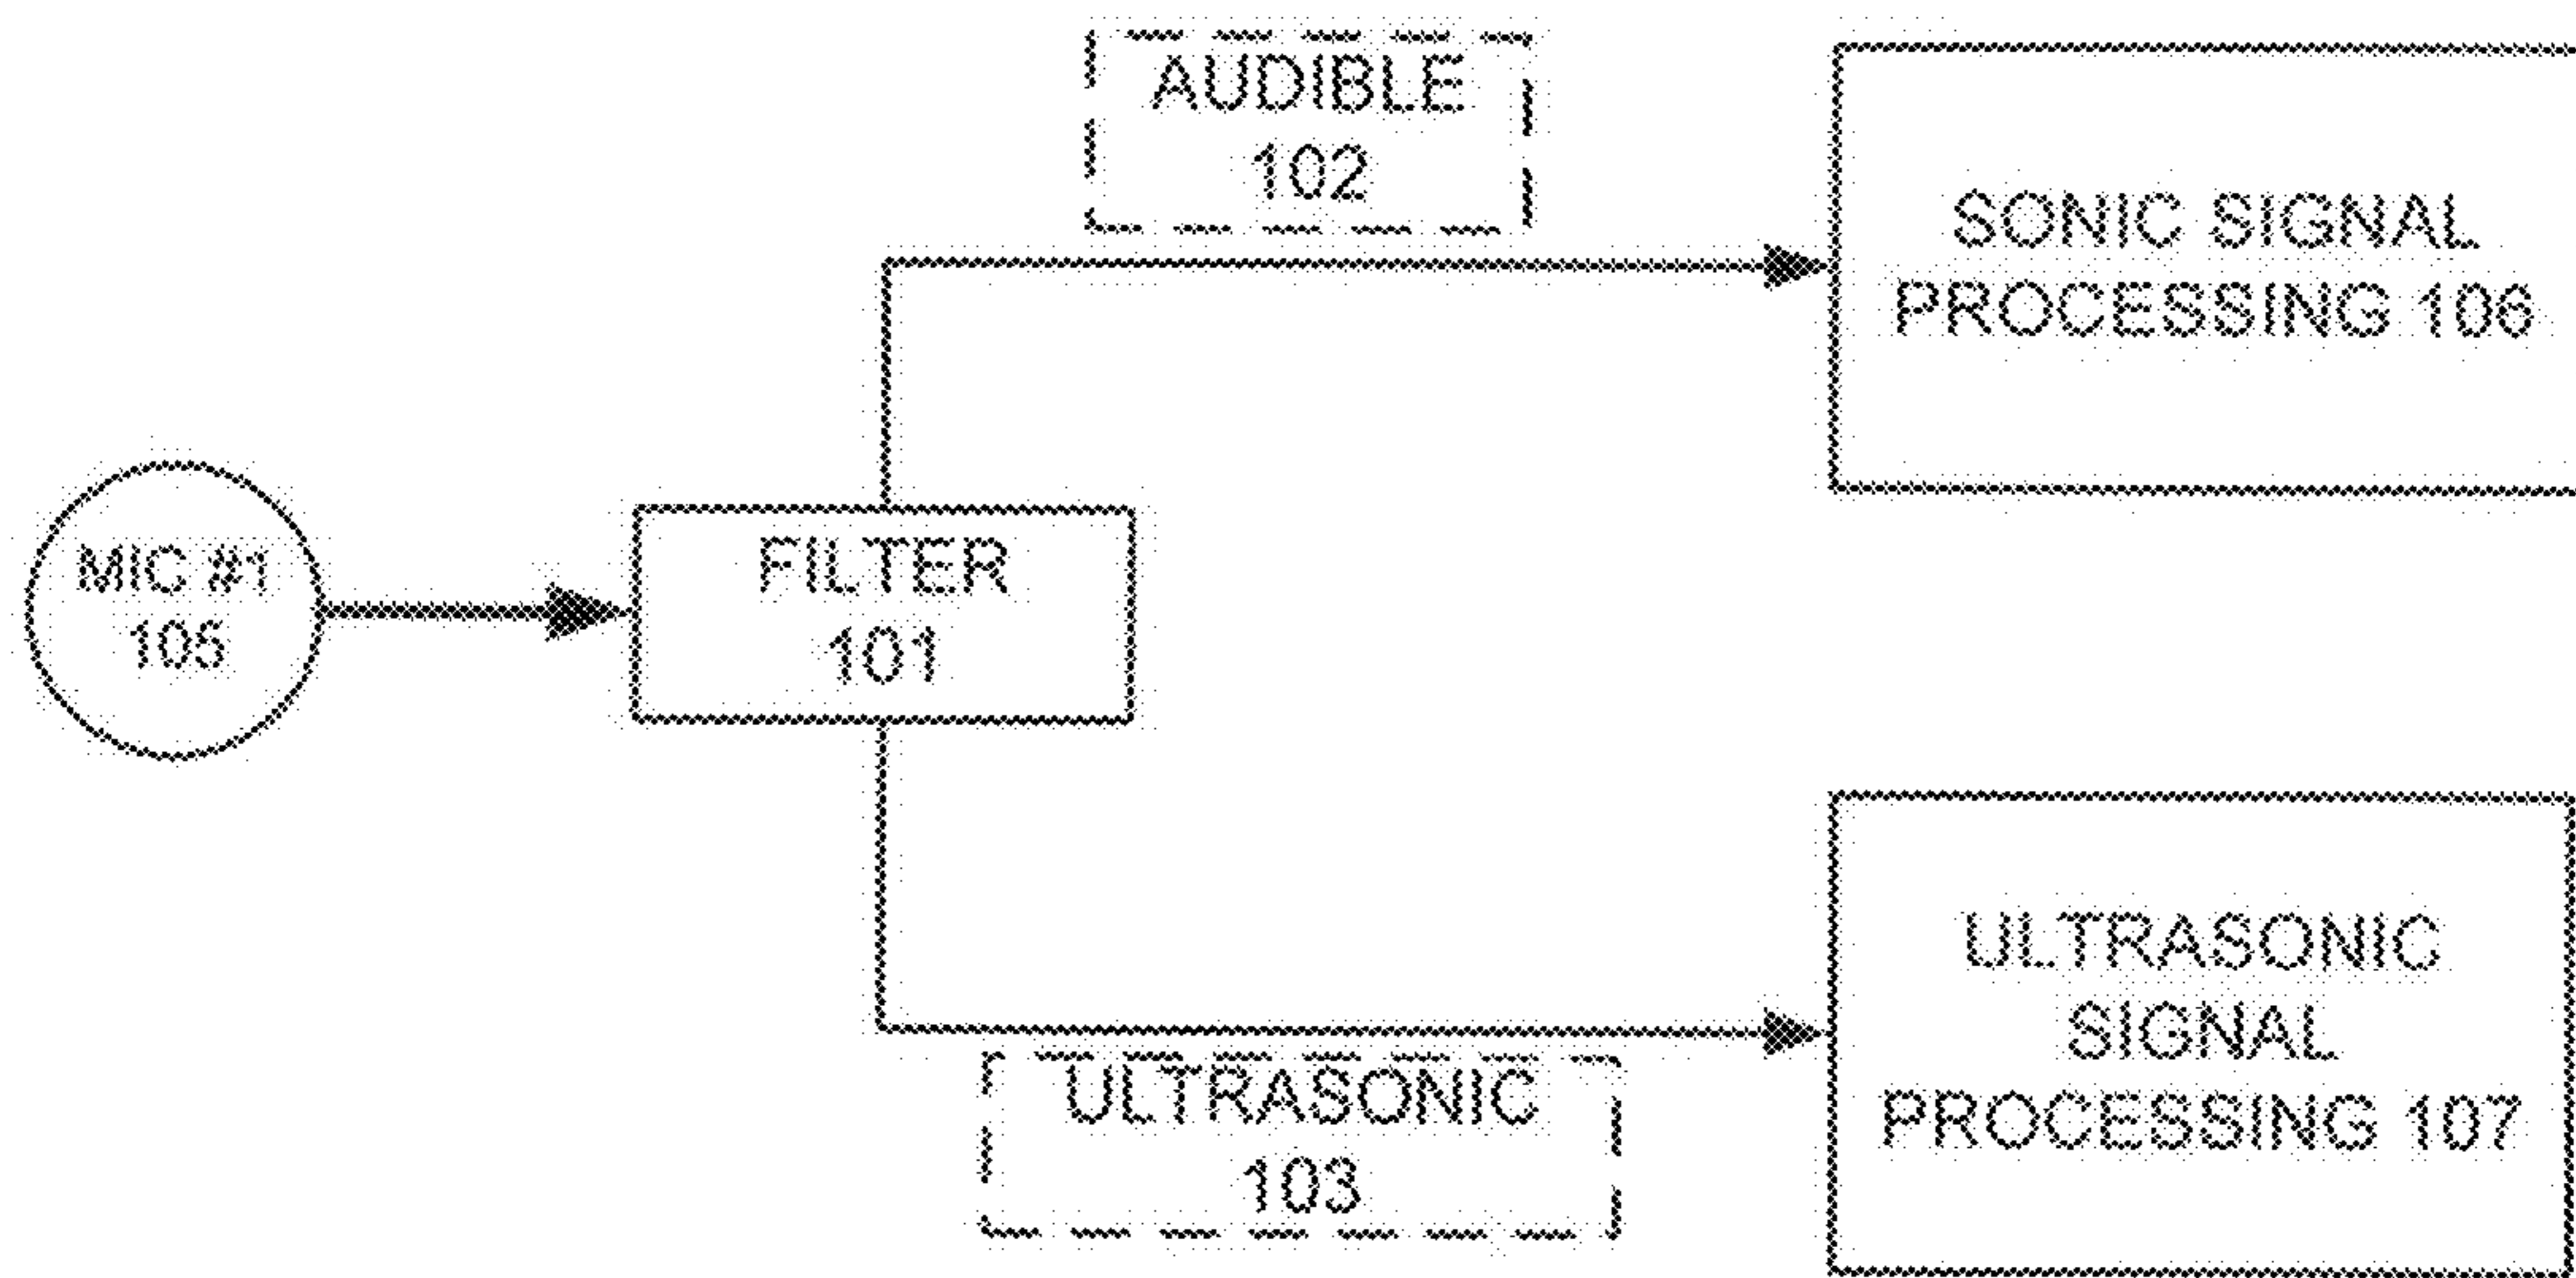 AUDIBLE
102
SONIC SIGNAL
PROCESSING 106
MIC #1
105
FILTER
101
ULTRASONIC
SIGNAL
PROCESSING 107
ULTRASONIC
103